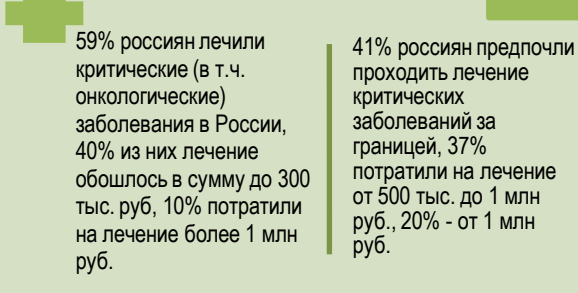 59% россиян лечили
критические (в т.ч.
онкологические)
заболевания в России,
40% из них лечение
обошлось в сумму до 300
тыс. руб, 10% потратили
на лечение более 1 млн
руб.
41% россиян предпочли
проходить лечение
критических
заболеваний за
границей, 37%
потратили на лечение
от 500 тыс. до 1 млн
руб., 20% - от 1 млн
руб.